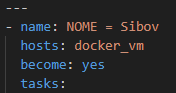 ---
- name: NOME = Sibov
  hosts: docker_vm
  become: yes
  tasks: